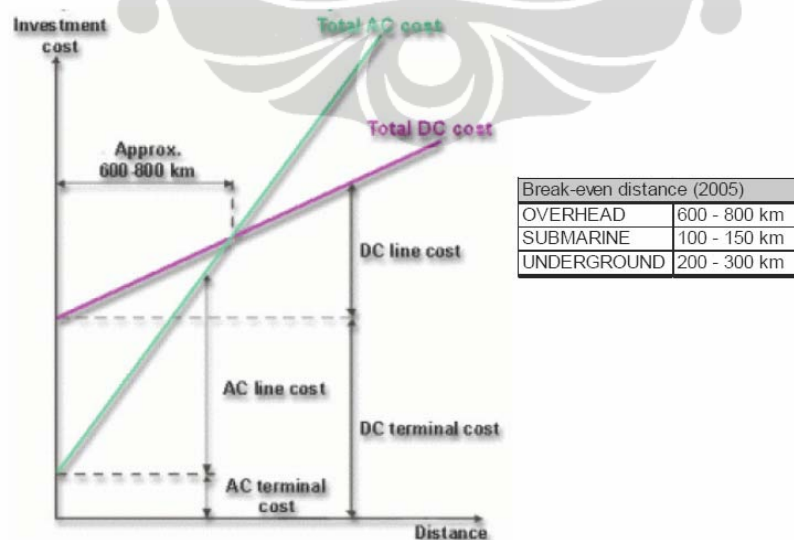 Investment
cost
Total AC cost
Total DC cost
Approx.
600-800 km
DC line cost
AC line cost
DC terminal cost
AC terminal
cost
Distance
Break-even distance (2005)
OVERHEAD 600 - 800 km
SUBMARINE 100 - 150 km
UNDERGROUND 200 - 300 km